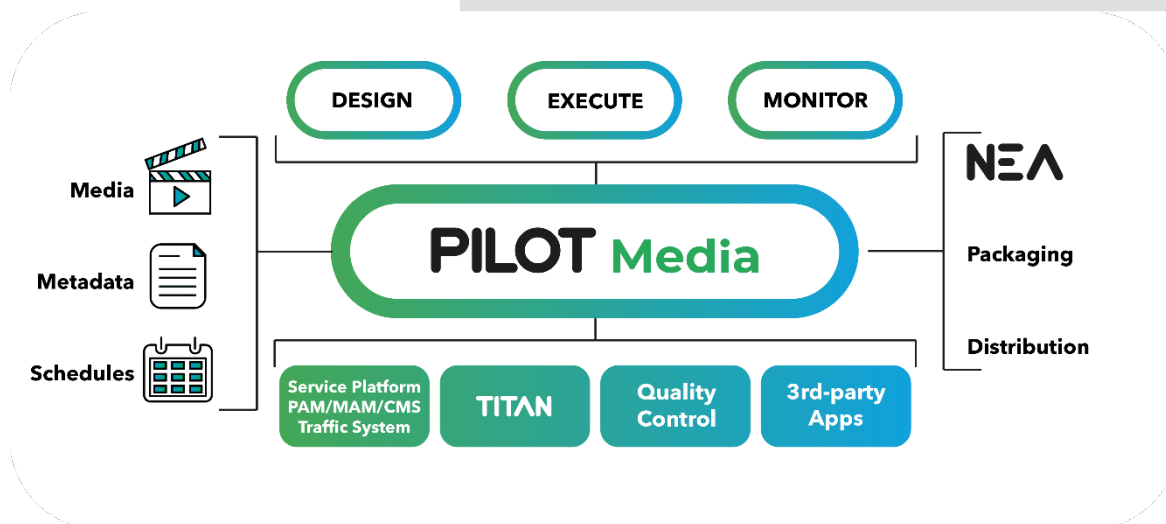 DESIGN
EXECUTE
MONITOR
Media
Metadata
Schedules
PILOT Media
NEA
Packaging
Distribution
Service Platform
PAM/MAM/CMS
Traffic System
TITAN
Quality
Control
3rd-party
Apps